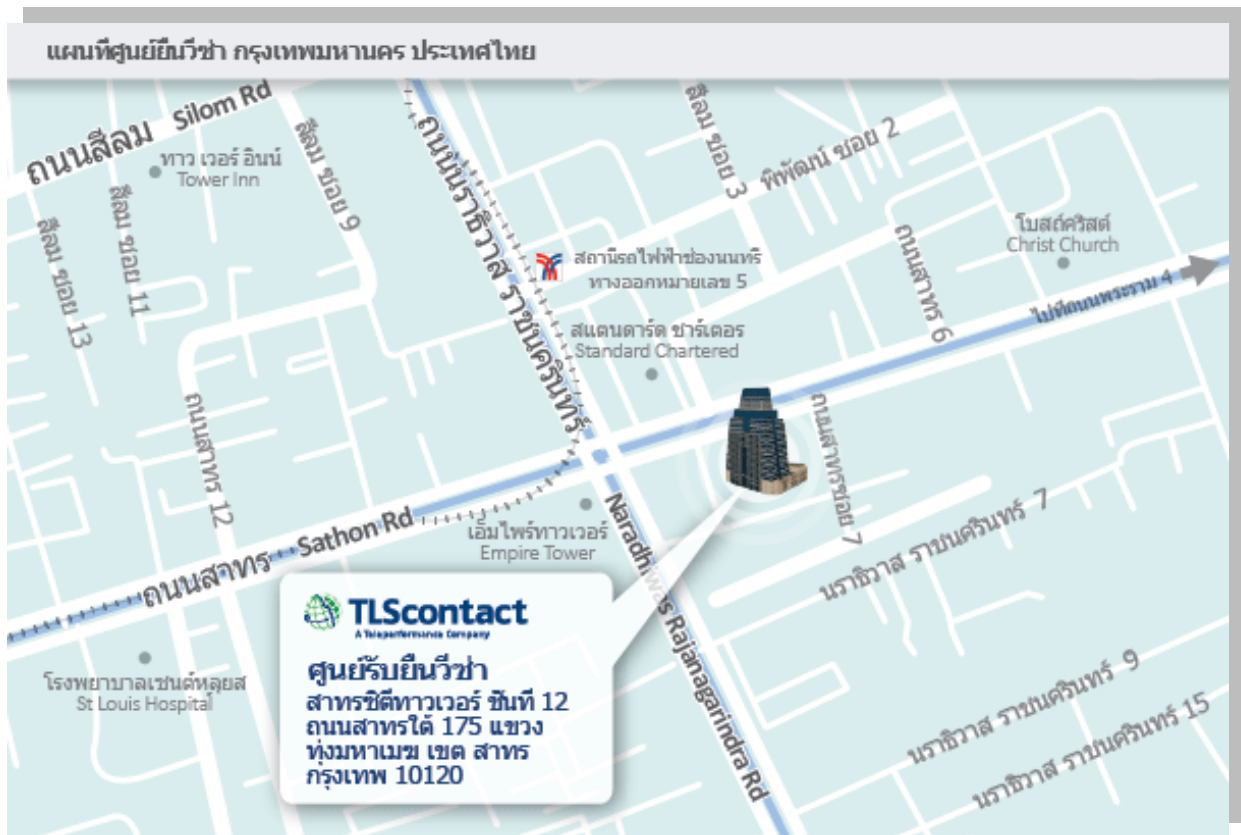 แผนที่ศูนย์ยื่นวีซ่า กรุงเทพมหานคร ประเทศไทย
ถนนสีลม Silom Rd
ทาว เวอร์ อินน์
Tower Inn
สีลม ซอย 9
สีลม ซอย 11
สีลม ซอย 13
ถนนนราธิวาส ราชนครินทร์
สีลม ซอย 3
พิพัฒน์ ซอย 2
โบสถ์คริสต์
Christ Church
ถนนสาทร 6
สถานีรถไฟฟ้าช่องนนทรี
ทางออกหมายเลข 5
ไปที่ถนนพระราม 4
สแตนดาร์ด ชาร์เตอร
Standard Chartered
ถนนสาทร 12
ถนนสาทรซอย 7
เอ็มไพร์ทาวเวอร์
Empire Tower
ถนนสาทร Sathon Rd
Naradhiwas Rajanagarindra Rd
นราธิวาส ราชนครินทร์ 7
นราธิวาส ราชนครินทร์ 9
นราธิวาส ราชนครินทร์ 15
โรงพยาบาลเซนต์หลุยส
St Louis Hospital
TLScontact
A Teleperformance Company
ศูนย์รับยื่นวีซ่า
สาทรซิตีทาวเวอร์ ชั้นที่ 12
ถนนสาทรใต้ 175 แขวง
ทุ่งมหาเมฆ เขต สาทร
กรุงเทพ 10120